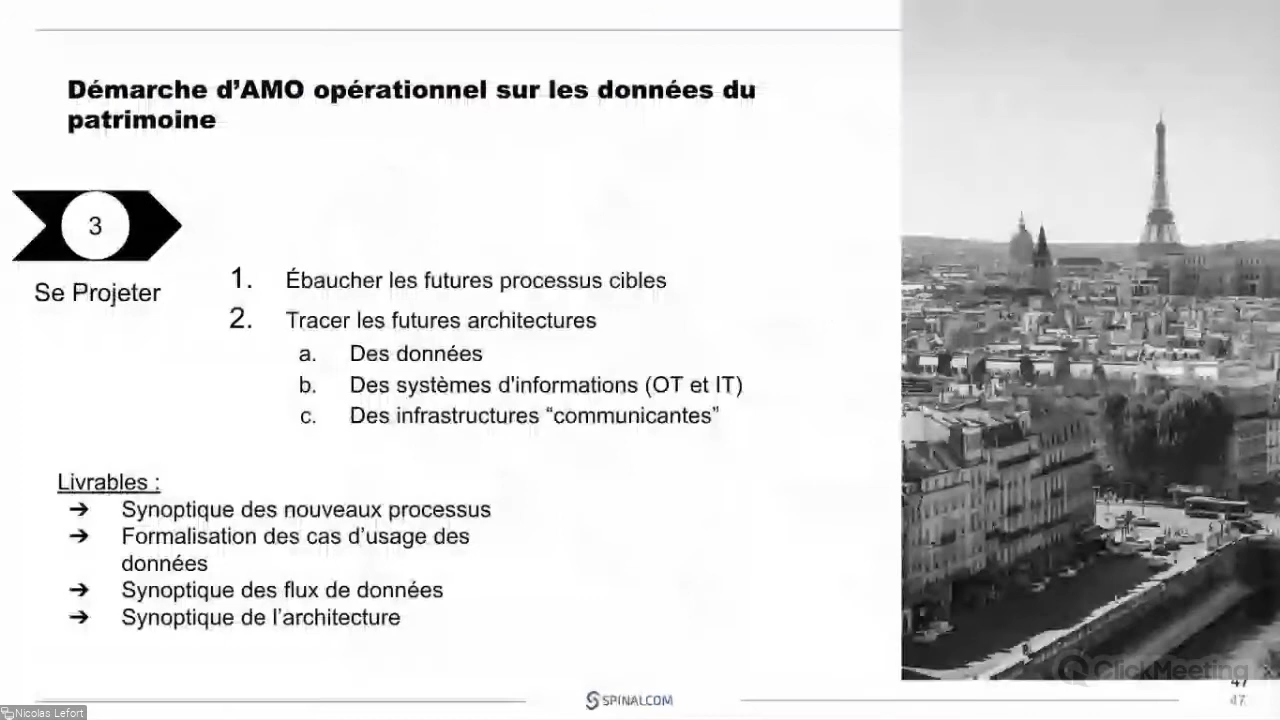 Démarche d’AMO opérationnel sur les données du
patrimoine
3
Se Projeter
1. Ébaucher les futures processus cibles
2. Tracer les futures architectures
a. Des données
b. Des systèmes d'informations (OT et IT)
c. Des infrastructures “communicantes”
Livrables :
➔ Synoptique des nouveaux processus
➔ Formalisation des cas d’usage des
données
➔ Synoptique des flux de données
➔ Synoptique de l’architecture
ClickMeeting
47
47
SPINALCOM
Nicolas Lefort